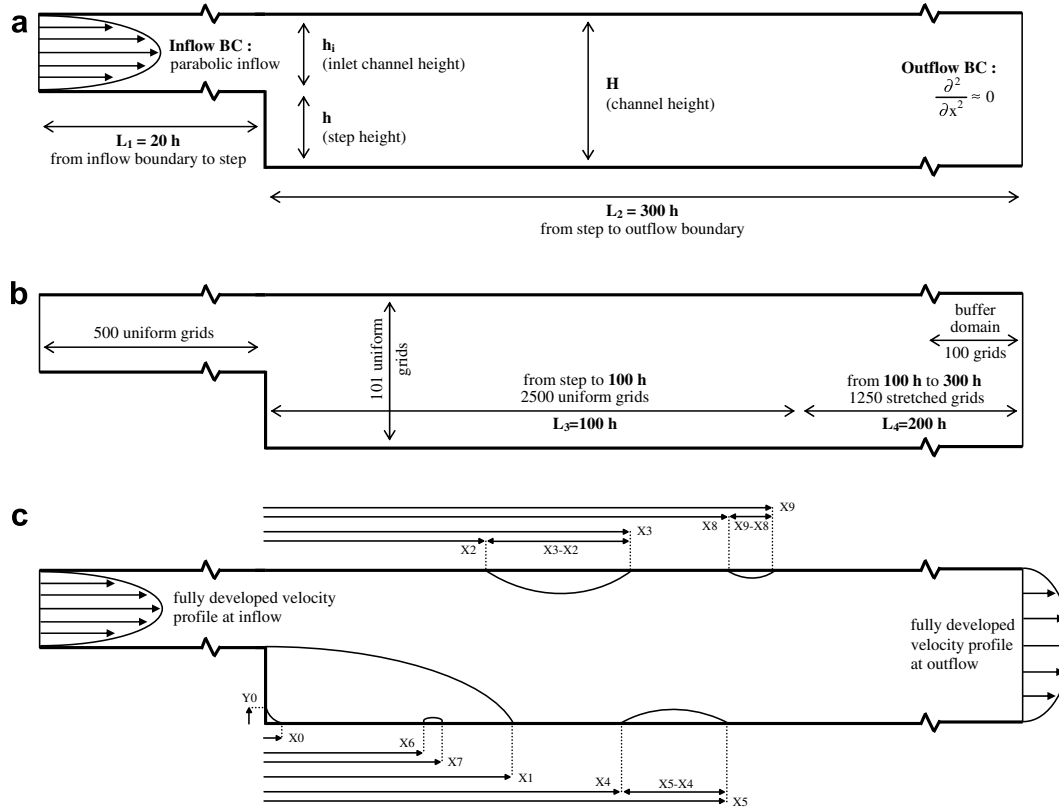 a
Inflow BC :
parabolic inflow
hᵢ
(inlet channel height)
h
(step height)
H
(channel height)
Outflow BC :
∂²
∂x² ≈ 0
L₁ = 20 h
from inflow boundary to step
L₂ = 300 h
from step to outflow boundary
b
500 uniform grids
101 uniform
grids
from step to 100 h
2500 uniform grids
L₃=100h
buffer
domain
100 grids
from 100 h to 300 h
1250 stretched grids
L₄=200h
c
X9
X8
X9-X8
X3
X2
X3-X2
fully developed velocity
profile at inflow
fully developed
velocity profile
at outflow
Y0
X0
X6
X7
X1
X4
X5-X4
X5